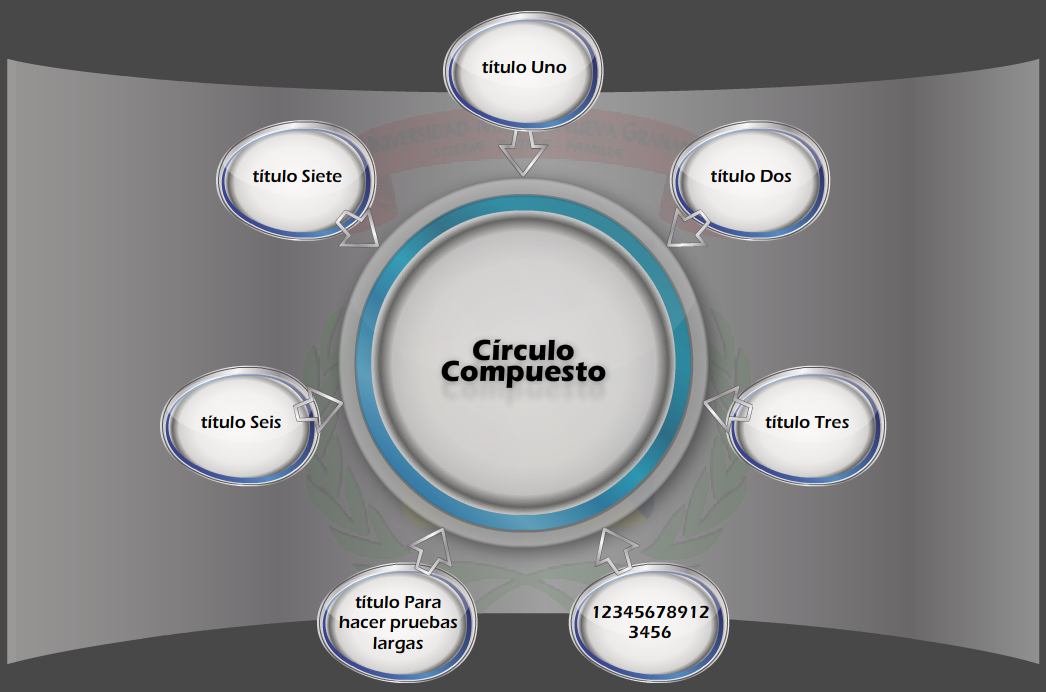 título Uno
título Siete
título Dos
Círculo
Compuesto
título Seis
título Tres
título Para
hacer pruebas
largas
12345678912
3456